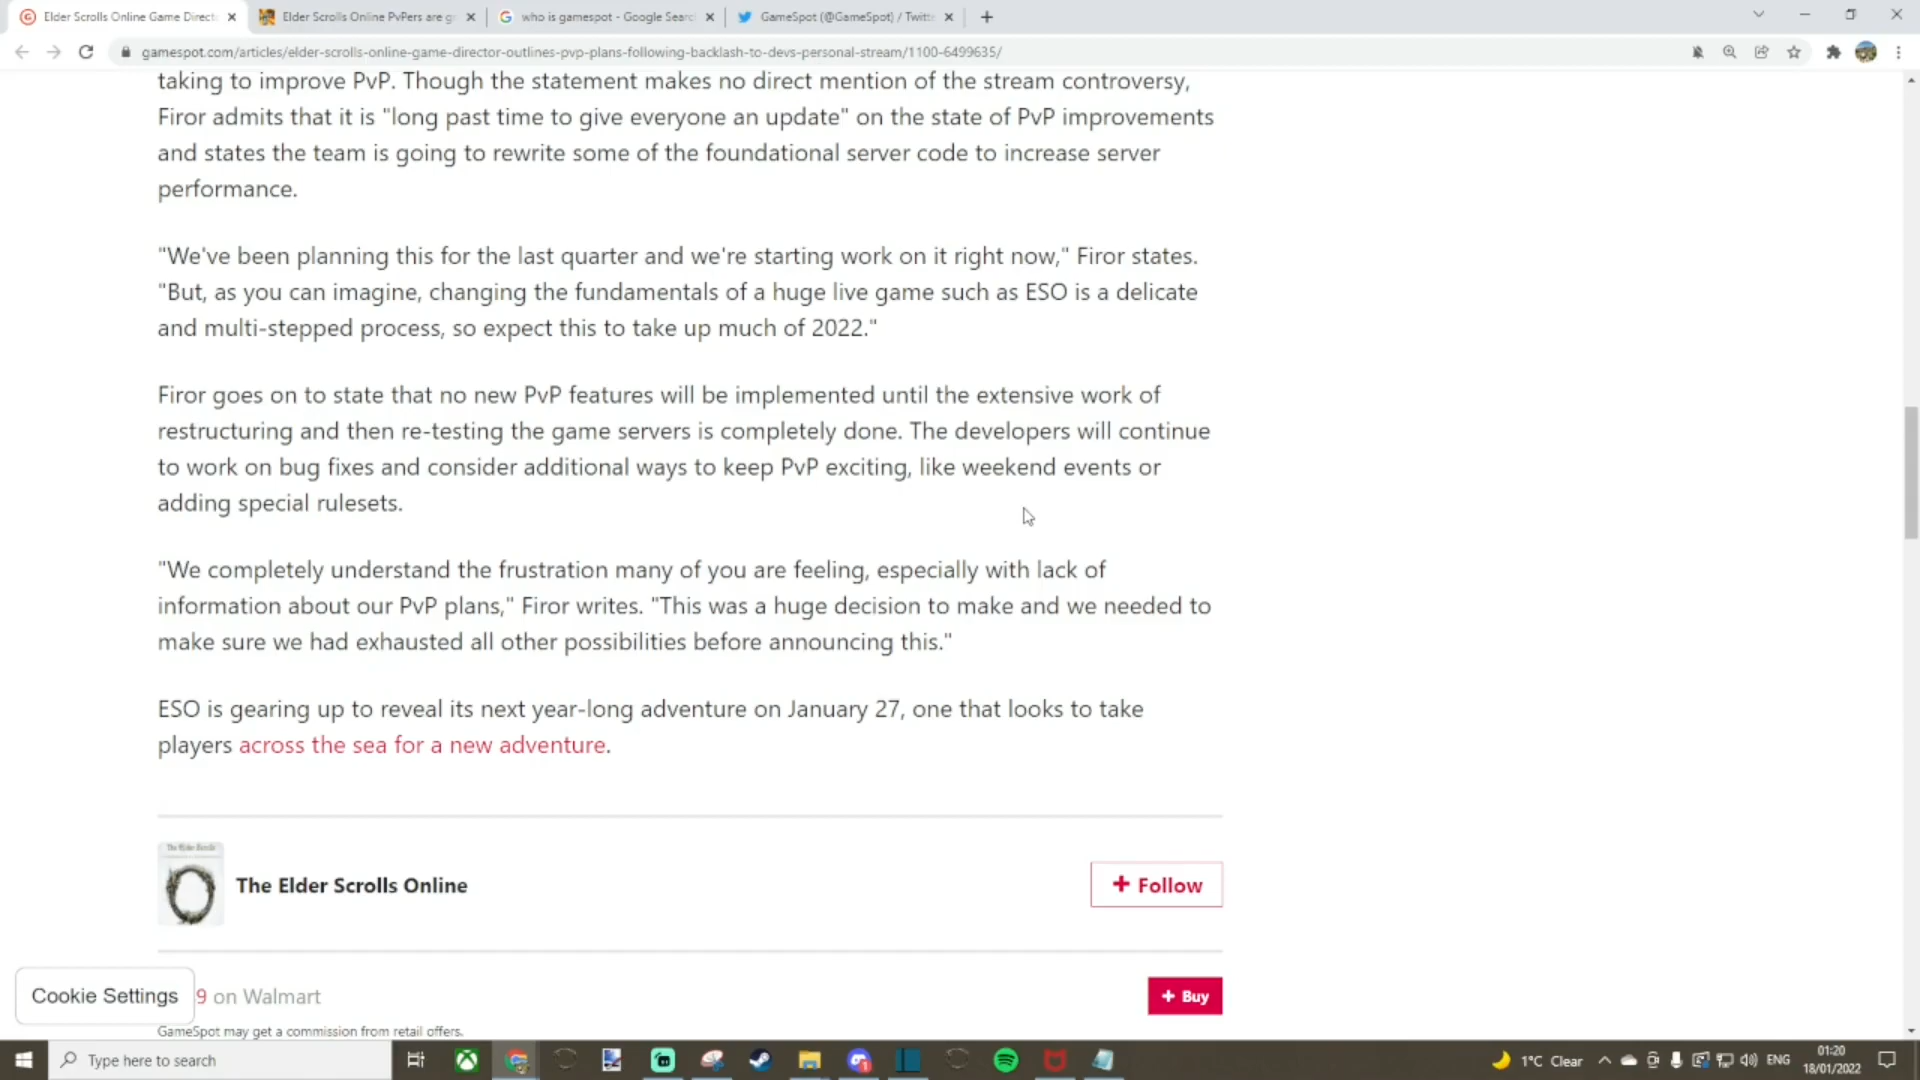 Elder Scrolls Online Game Direct
Elder Scrolls Online PvPers are g
who is gamespot - Google Searc
GameSpot (@GameSpot) / Twitt
gamespot.com/articles/elder-scrolls-online-game-director-outlines-pvp-plans-following-backlash-to-devs-personal-stream/1100-6499635/
taking to improve PvP. Though the statement makes no direct mention of the stream controversy,
Firor admits that it is "long past time to give everyone an update" on the state of PvP improvements
and states the team is going to rewrite some of the foundational server code to increase server
performance.
"We've been planning this for the last quarter and we're starting work on it right now," Firor states.
"But, as you can imagine, changing the fundamentals of a huge live game such as ESO is a delicate
and multi-stepped process, so expect this to take up much of 2022."
Firor goes on to state that no new PvP features will be implemented until the extensive work of
restructuring and then re-testing the game servers is completely done. The developers will continue
to work on bug fixes and consider additional ways to keep PvP exciting, like weekend events or
adding special rulesets.
"We completely understand the frustration many of you are feeling, especially with lack of
information about our PvP plans," Firor writes. "This was a huge decision to make and we needed to
make sure we had exhausted all other possibilities before announcing this."
ESO is gearing up to reveal its next year-long adventure on January 27, one that looks to take
players across the sea for a new adventure.
The Elder Scrolls
The Elder Scrolls Online
+ Follow
Cookie Settings
9 on Walmart
+ Buy
GameSpot may get a commission from retail offers.
Type here to search
1°C Clear
ENG
01:20
18/01/2022